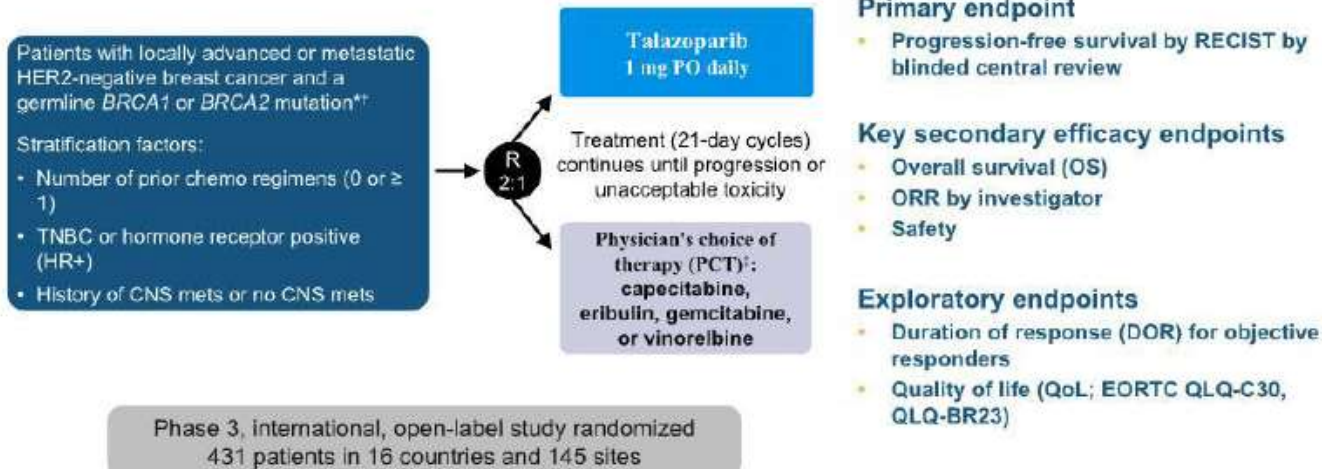 Patients with locally advanced or metastatic
HER2-negative breast cancer and a
germline BRCA1 or BRCA2 mutation*†
Stratification factors:
• Number of prior chemo regimens (0 or ≥
1)
• TNBC or hormone receptor positive
(HR+)
• History of CNS mets or no CNS mets
R
2:1
Talazoparib
1 mg PO daily
Treatment (21-day cycles)
continues until progression or
unacceptable toxicity
Physician's choice of
therapy (PCT)‡:
capecitabine,
eribulin, gemcitabine,
or vinorelbine
Phase 3, international, open-label study randomized
431 patients in 16 countries and 145 sites
Primary endpoint
• Progression-free survival by RECIST by
blinded central review
Key secondary efficacy endpoints
• Overall survival (OS)
• ORR by investigator
• Safety
Exploratory endpoints
• Duration of response (DOR) for objective
responders
• Quality of life (QoL; EORTC QLQ-C30,
QLQ-BR23)